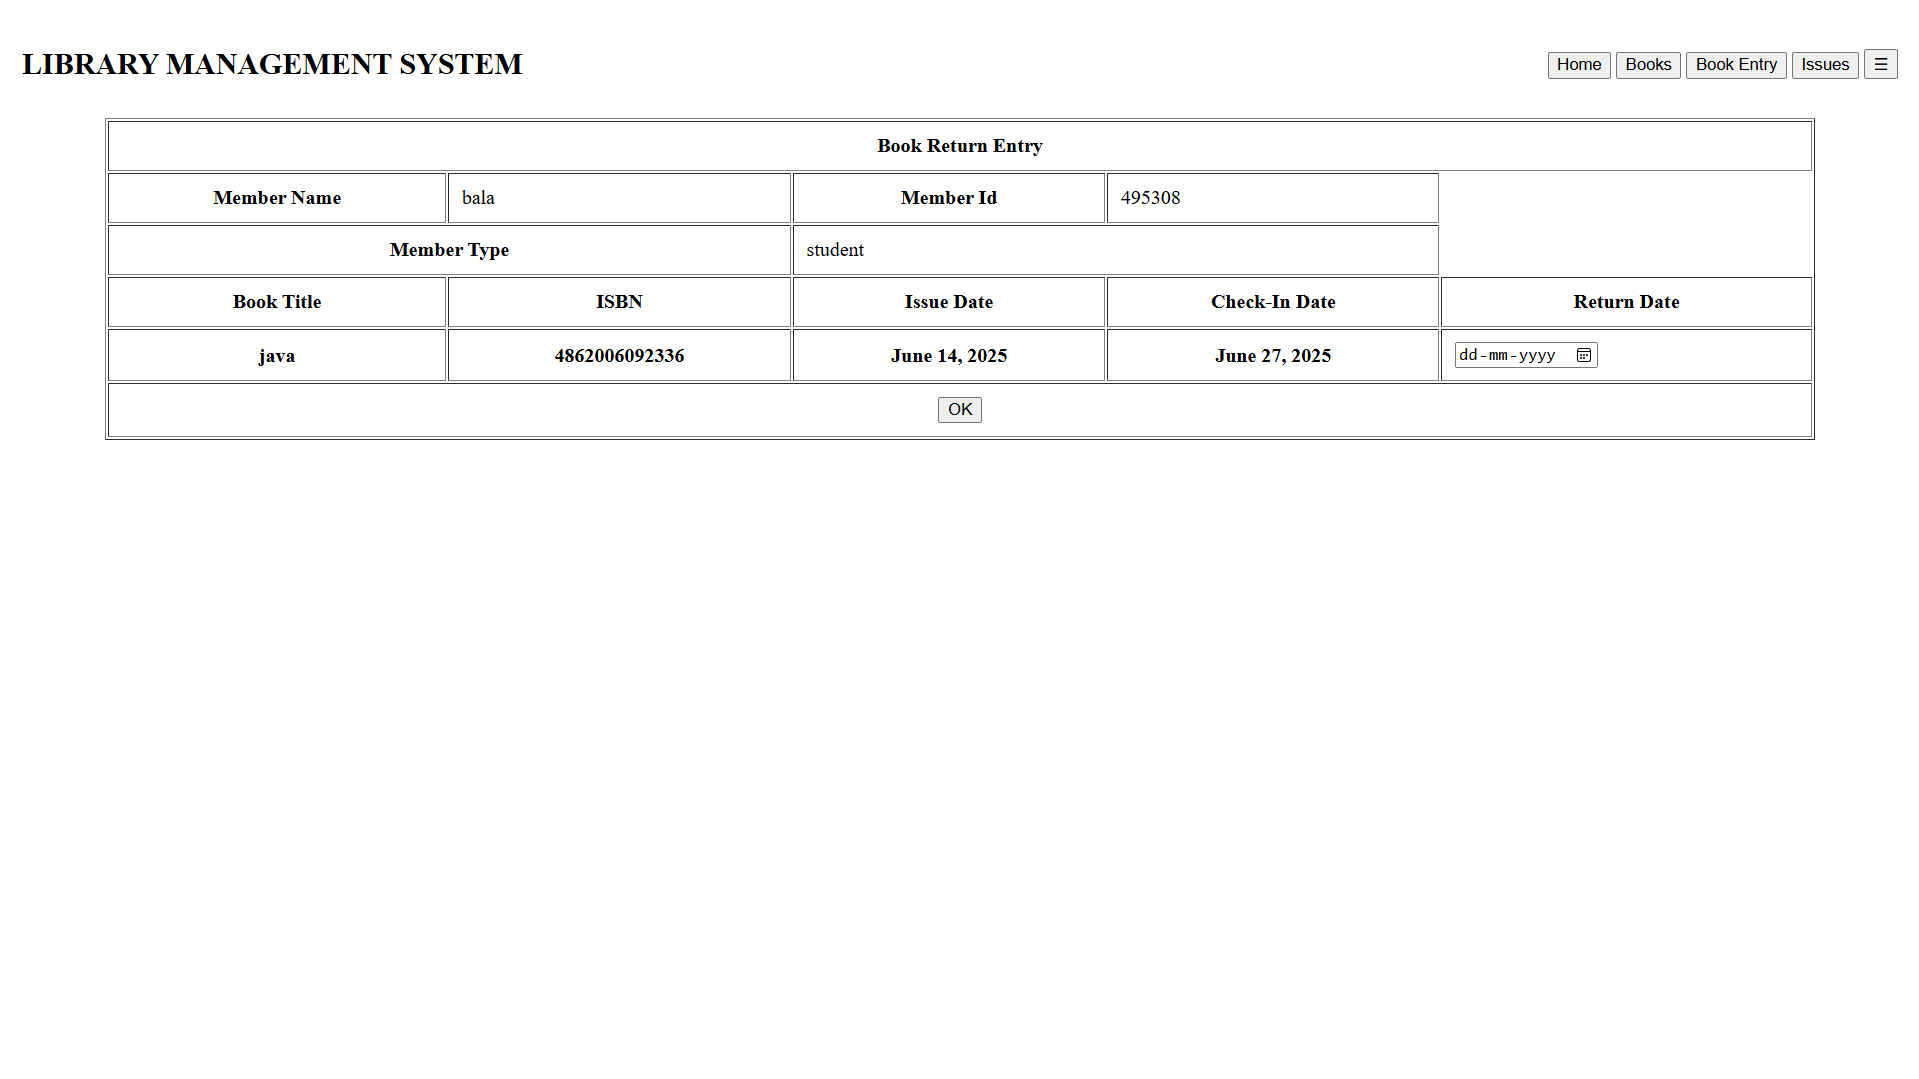 LIBRARY MANAGEMENT SYSTEM
Home Books Book Entry Issues ☰
Book Return Entry
Member Name bala Member Id 495308
Member Type student
Book Title ISBN Issue Date Check-In Date Return Date
java 4862006092336 June 14, 2025 June 27, 2025 dd-mm-yyyy
OK